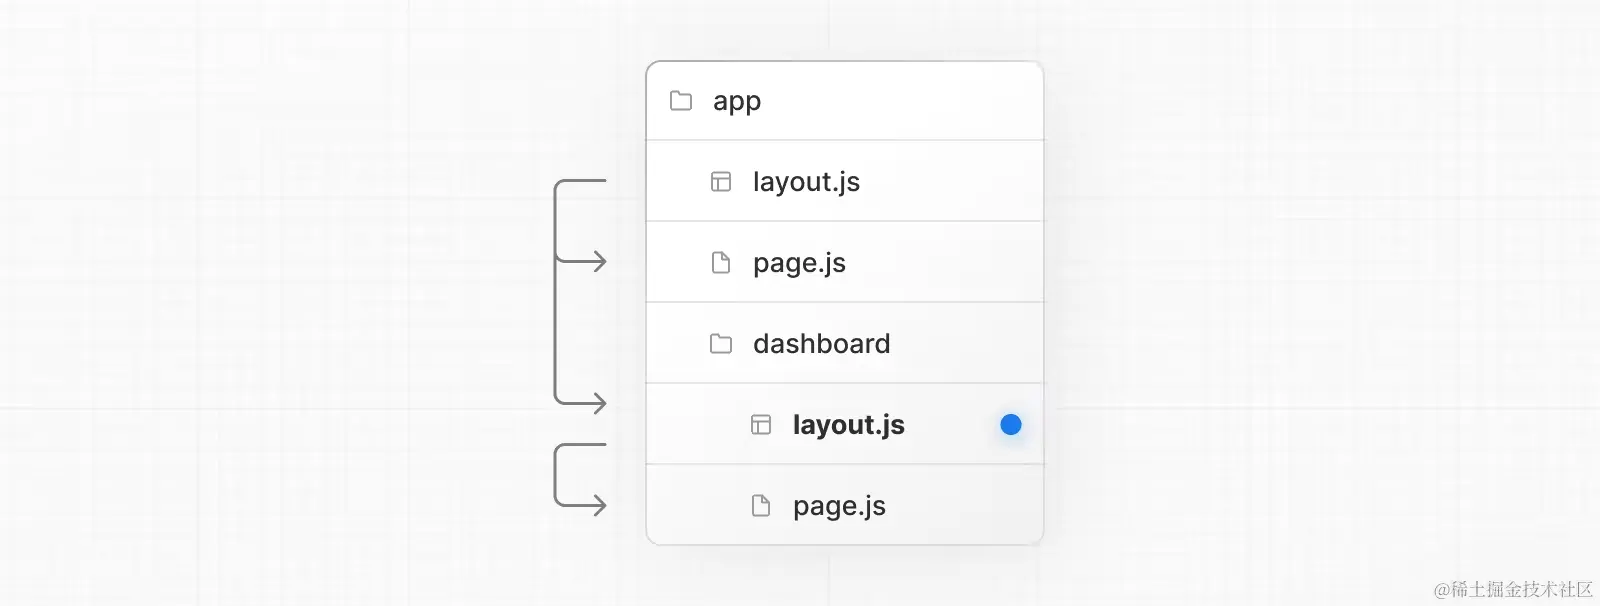 app
layout.js
page.js
dashboard
layout.js
page.js
@稀土掘金技术社区